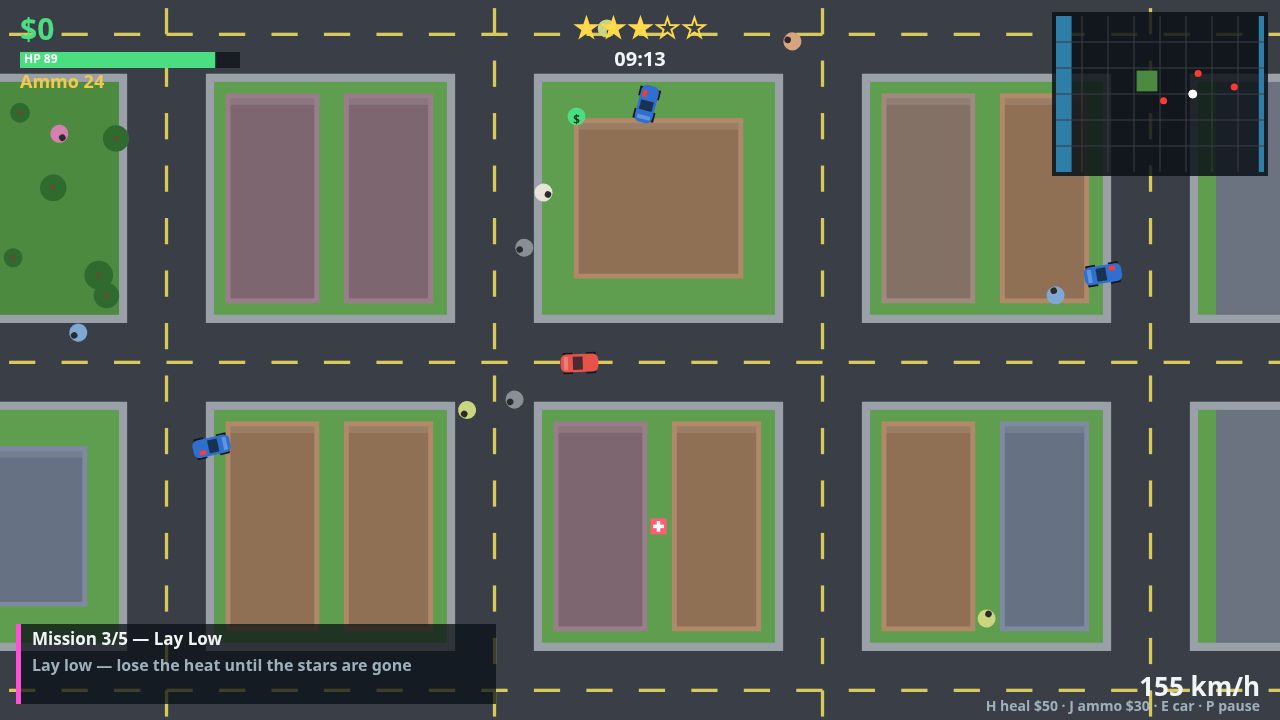 $0
HP 89
Ammo 24
★★★☆☆
09:13
$
Mission 3/5 — Lay Low
Lay low — lose the heat until the stars are gone
155 km/h
H heal $50 · J ammo $30 · E car · P pause